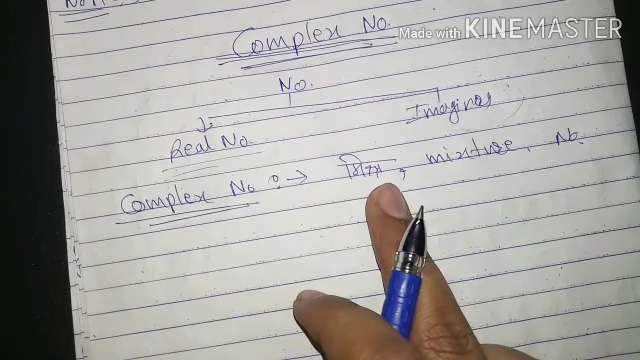 Made with KINEMASTER
Complex No.
No.
Real No.
Imaginary
Complex No :→ मिश्र, mixture. No.